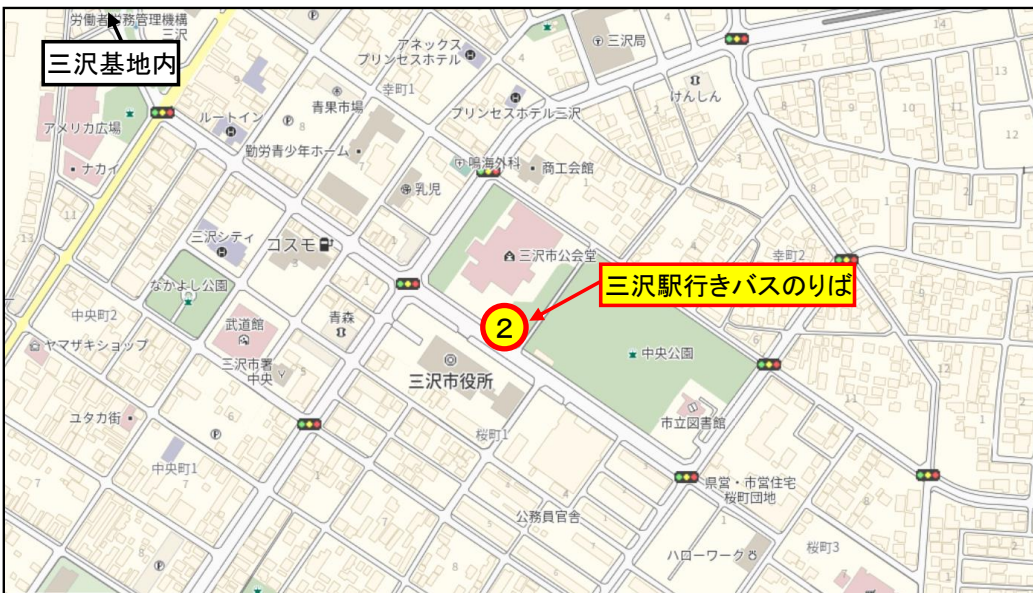 労働者労務管理機構
三沢
三沢基地内
アネックス
プリンセスホテル
三沢局
14
7
13
青果市場
幸町1
けんしん
アメリカ広場
ルートイン
プリンセスホテル三沢
12
勤労青少年ホーム
鳴海外科
商工会館
ナカイ
乳児
三沢シティ
コスモ
三沢市公会堂
幸町2
なかよし公園
三沢駅行きバスのりば
中央町2
武道館
青森
2
ヤマザキショップ
三沢市署
中央
三沢市役所
中央公園
ユタカ街
桜町1
市立図書館
中央町1
県営・市営住宅
桜町団地
公務員官舎
ハローワーク
桜町3